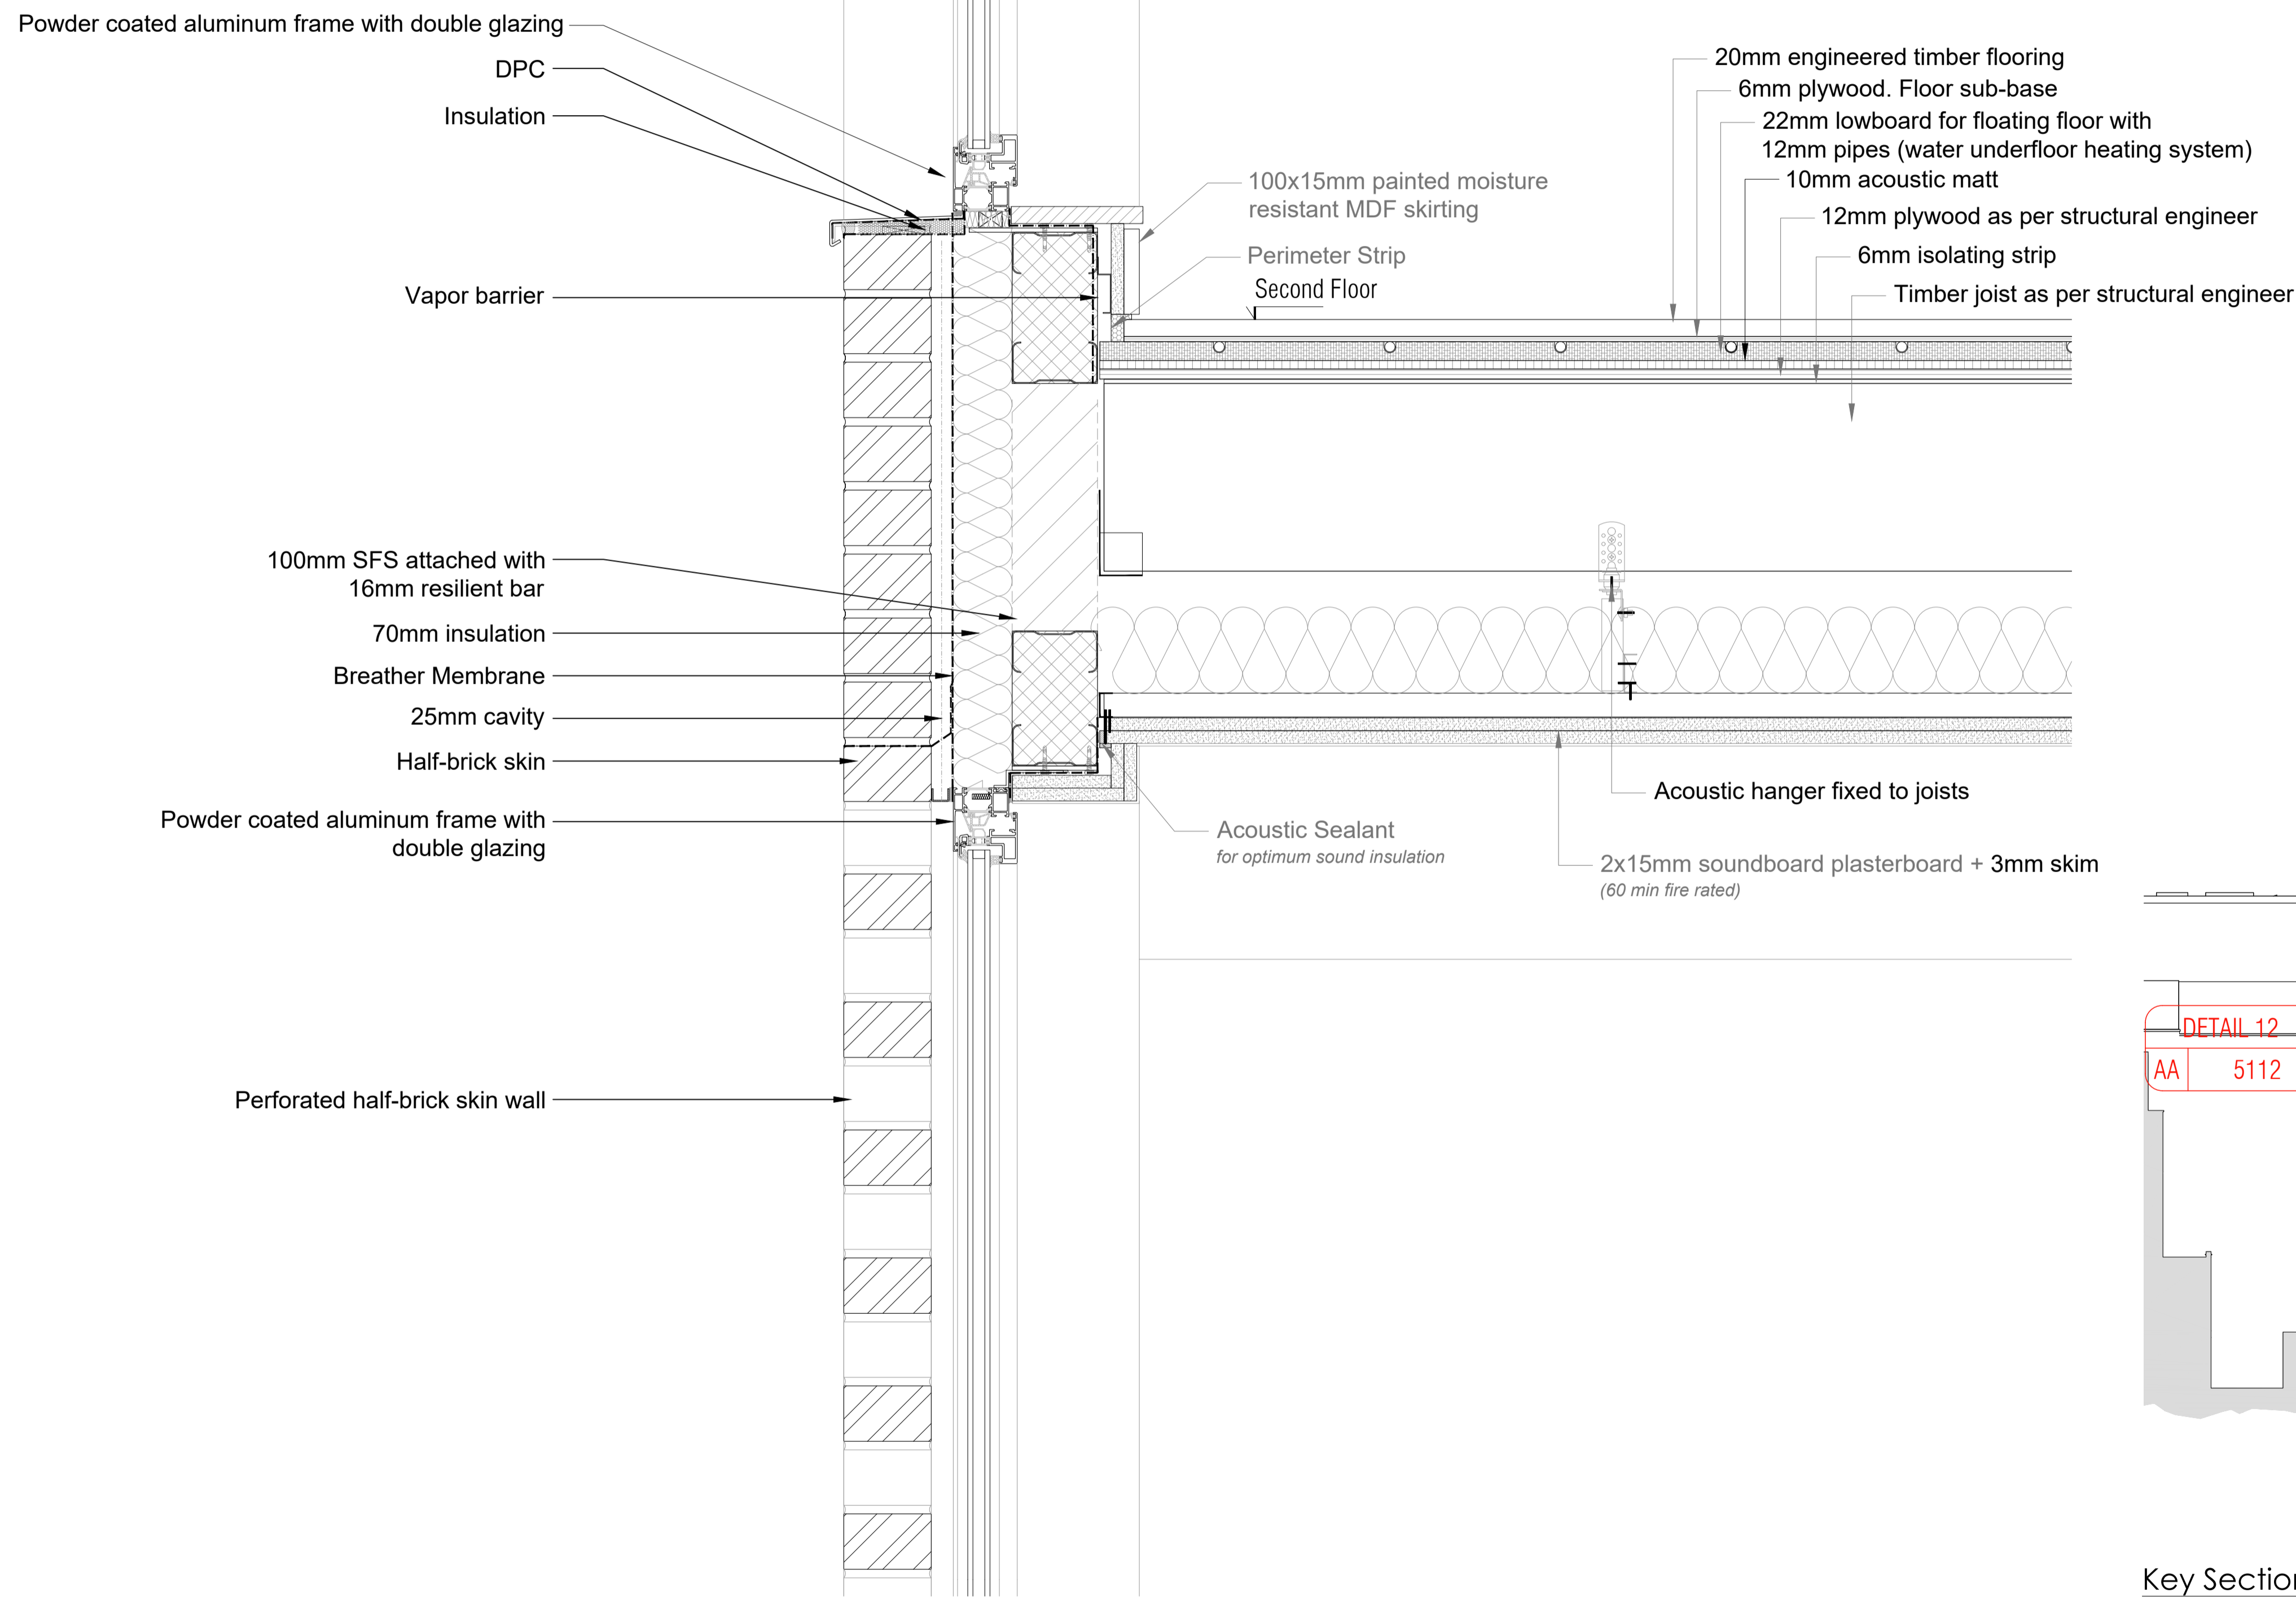 Powder coated aluminum frame with double glazing
DPC
Insulation
Vapor barrier
100mm SFS attached with
16mm resilient bar
70mm insulation
Breather Membrane
25mm cavity
Half-brick skin
Powder coated aluminum frame with
double glazing
Perforated half-brick skin wall
100x15mm painted moisture
resistant MDF skirting
Perimeter Strip
Second Floor
20mm engineered timber flooring
6mm plywood. Floor sub-base
22mm lowboard for floating floor with
12mm pipes (water underfloor heating system)
10mm acoustic matt
12mm plywood as per structural engineer
6mm isolating strip
Timber joist as per structural engineer
Acoustic hanger fixed to joists
Acoustic Sealant
for optimum sound insulation
2x15mm soundboard plasterboard + 3mm skim
(60 min fire rated)
DETAIL 12
AA 5112
Key Section